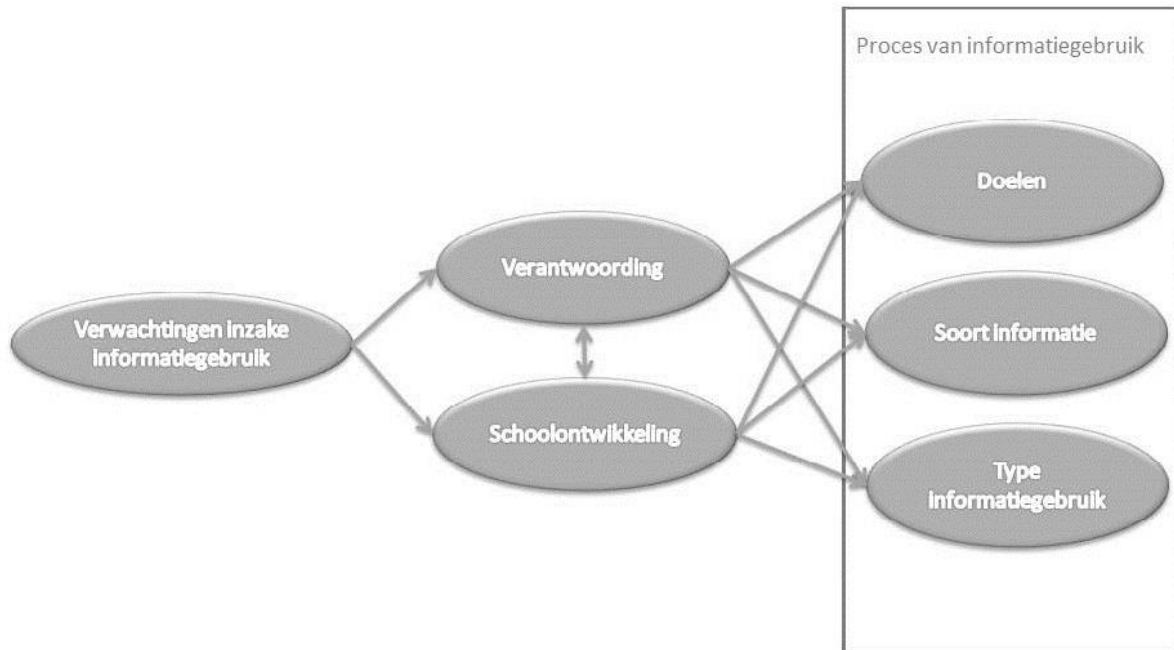 Proces van informatiegebruik
Doelen
Verantwoording
Verwachtingen inzake
informatiegebruik
Soort informatie
Schoolontwikkeling
Type
informatiegebruik